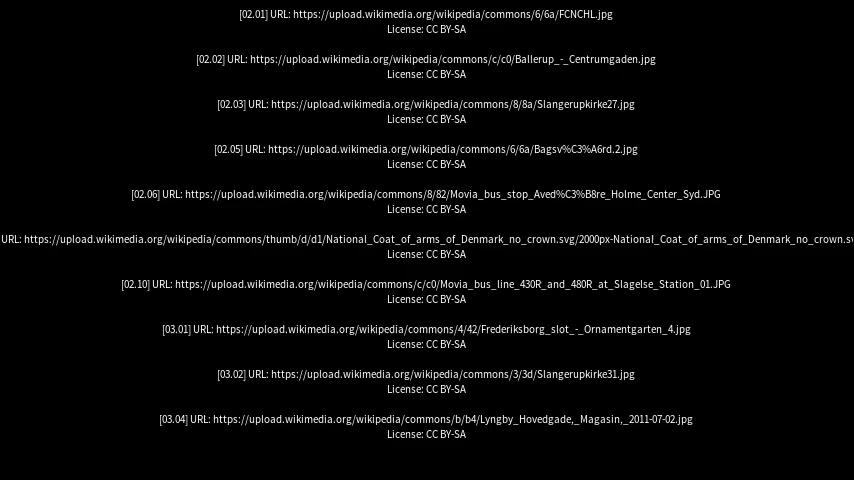 [02.01] URL: https://upload.wikimedia.org/wikipedia/commons/6/6a/FCNCHL.jpg
License: CC BY-SA
[02.02] URL: https://upload.wikimedia.org/wikipedia/commons/c/c0/Ballerup_-_Centrumgaden.jpg
License: CC BY-SA
[02.03] URL: https://upload.wikimedia.org/wikipedia/commons/8/8a/Slangerupkirke27.jpg
License: CC BY-SA
[02.05] URL: https://upload.wikimedia.org/wikipedia/commons/6/6a/Bagsv%C3%A6rd.2.jpg
License: CC BY-SA
[02.06] URL: https://upload.wikimedia.org/wikipedia/commons/8/82/Movia_bus_stop_Aved%C3%B8re_Holme_Center_Syd.JPG
License: CC BY-SA
URL: https://upload.wikimedia.org/wikipedia/commons/thumb/d/d1/National_Coat_of_arms_of_Denmark_no_crown.svg/2000px-National_Coat_of_arms_of_Denmark_no_crown.sv
License: CC BY-SA
[02.10] URL: https://upload.wikimedia.org/wikipedia/commons/c/c0/Movia_bus_line_430R_and_480R_at_Slagelse_Station_01.JPG
License: CC BY-SA
[03.01] URL: https://upload.wikimedia.org/wikipedia/commons/4/42/Frederiksborg_slot_-_Ornamentgarten_4.jpg
License: CC BY-SA
[03.02] URL: https://upload.wikimedia.org/wikipedia/commons/3/3d/Slangerupkirke31.jpg
License: CC BY-SA
[03.04] URL: https://upload.wikimedia.org/wikipedia/commons/b/b4/Lyngby_Hovedgade,_Magasin,_2011-07-02.jpg
License: CC BY-SA